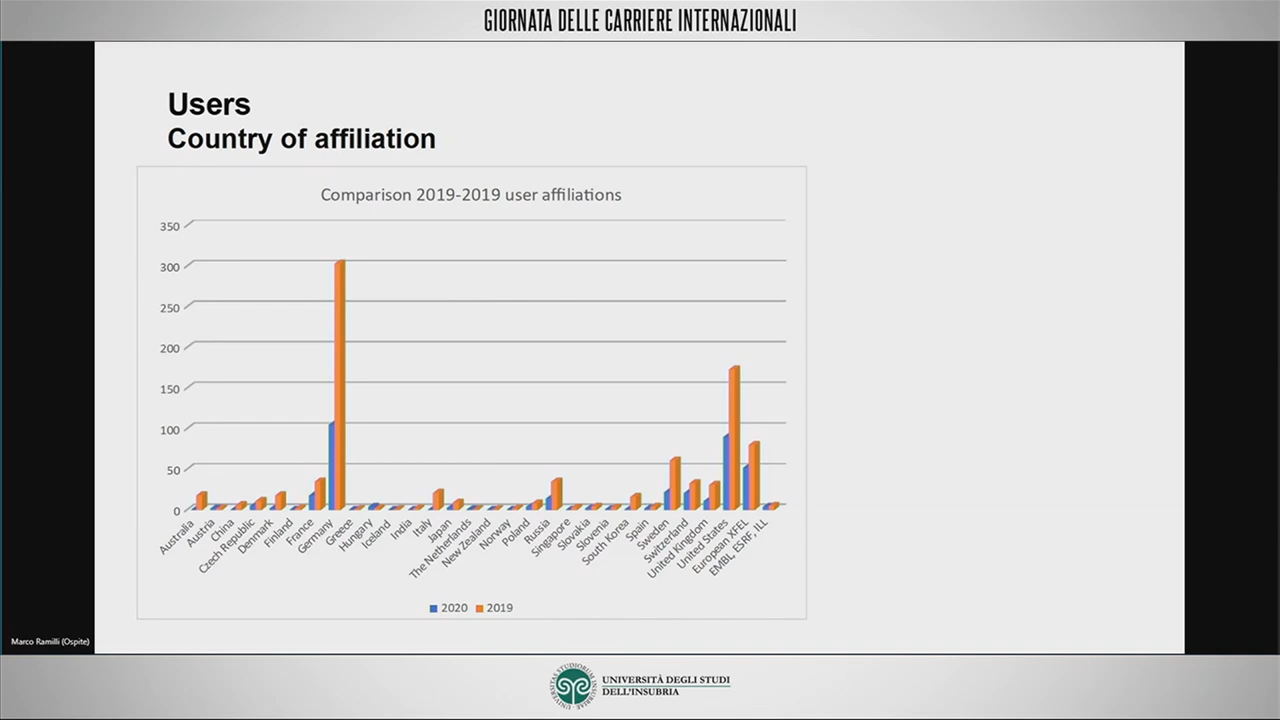 GIORNATA DELLE CARRIERE INTERNAZIONALI
Users
Country of affiliation
Comparison 2019-2019 user affiliations
350
300
250
200
150
100
50
0
Australia
Austria
China
Czech Republic
Denmark
Finland
France
Germany
Greece
Hungary
Iceland
India
Italy
Japan
The Netherlands
New Zealand
Norway
Poland
Russia
Singapore
Slovakia
Slovenia
South Korea
Spain
Sweden
Switzerland
United Kingdom
United States
European XFEL
EMBL, ESRF, ILL
2020 2019
Marco Ramilli (Ospite)
UNIVERSITÀ DEGLI STUDI
DELL'INSUBRIA